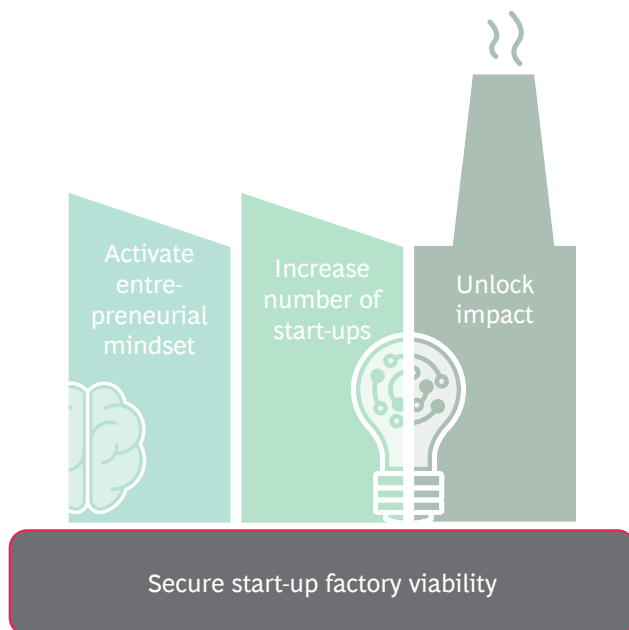 Activate
entre-
preneurial
mindset
Increase
number of
start-ups
Unlock
impact
Secure start-up factory viability